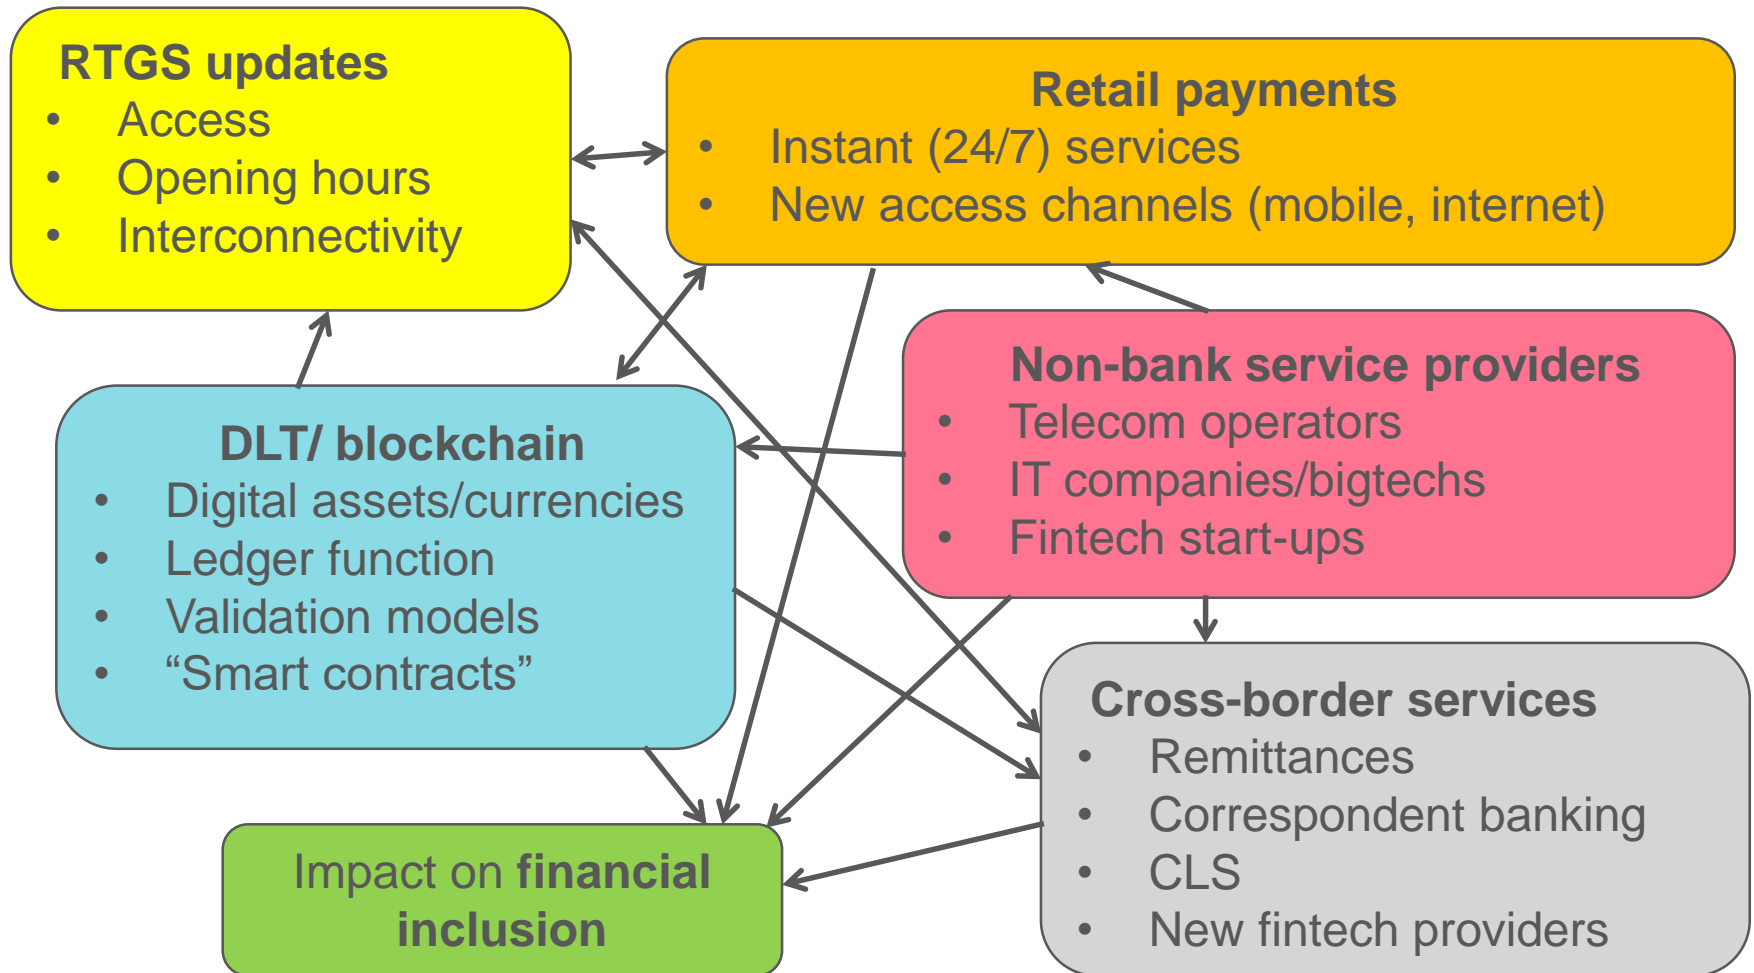 RTGS updates
• Access
• Opening hours
• Interconnectivity
Retail payments
• Instant (24/7) services
• New access channels (mobile, internet)
Non-bank service providers
• Telecom operators
• IT companies/bigtechs
• Fintech start-ups
DLT/ blockchain
• Digital assets/currencies
• Ledger function
• Validation models
• “Smart contracts”
Cross-border services
• Remittances
• Correspondent banking
• CLS
• New fintech providers
Impact on financial
inclusion